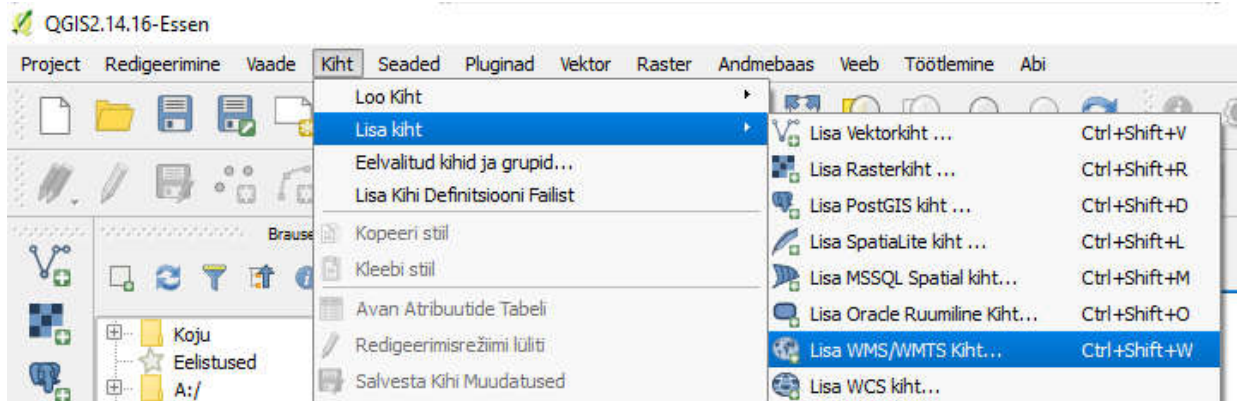 QGIS2.14.16-Essen
Project Redigeerimine Vaade Kiht Seaded Pluginad Vektor Raster Andmebaas Veeb Töötlemine Abi
Loo Kiht
Lisa kiht
Eelvalitud kihid ja grupid...
Lisa Kihi Definitsiooni Failist
Kopeeri stiil
Kleebi stiil
Avan Atribuutide Tabeli
Redigeerimisrežiimi lüliti
Salvesta Kihi Muudatused
Lisa Vektorkiht ... Ctrl+Shift+V
Lisa Rasterkiht ... Ctrl+Shift+R
Lisa PostGIS kiht ... Ctrl+Shift+D
Lisa SpatiaLite kiht ... Ctrl+Shift+L
Lisa MSSQL Spatial kiht... Ctrl+Shift+M
Lisa Oracle Ruumiline Kiht... Ctrl+Shift+O
Lisa WMS/WMTS Kiht... Ctrl+Shift+W
Lisa WCS kiht...
Brause
Koju
Eelistused
A:/